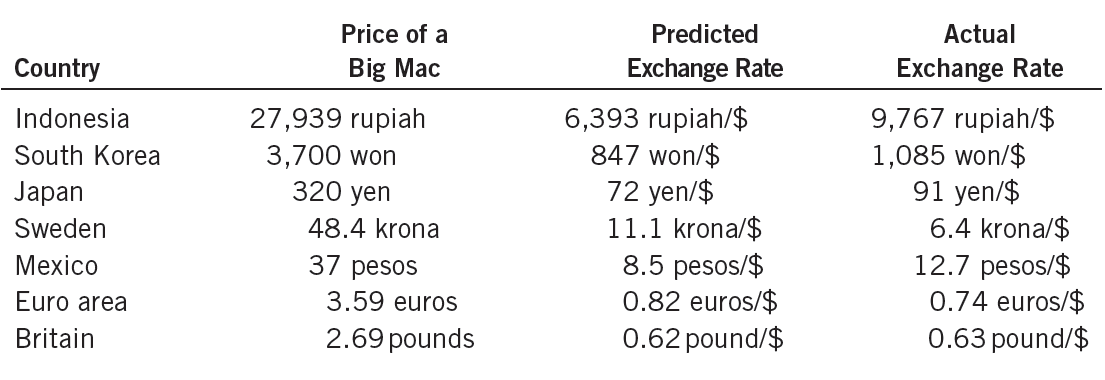 Price of a Predicted Actual
Country Big Mac Exchange Rate Exchange Rate
Indonesia 27,939 rupiah 6,393 rupiah/$ 9,767 rupiah/$
South Korea 3,700 won 847 won/$ 1,085 won/$
Japan 320 yen 72 yen/$ 91 yen/$
Sweden 48.4 krona 11.1 krona/$ 6.4 krona/$
Mexico 37 pesos 8.5 pesos/$ 12.7 pesos/$
Euro area 3.59 euros 0.82 euros/$ 0.74 euros/$
Britain 2.69 pounds 0.62 pound/$ 0.63 pound/$